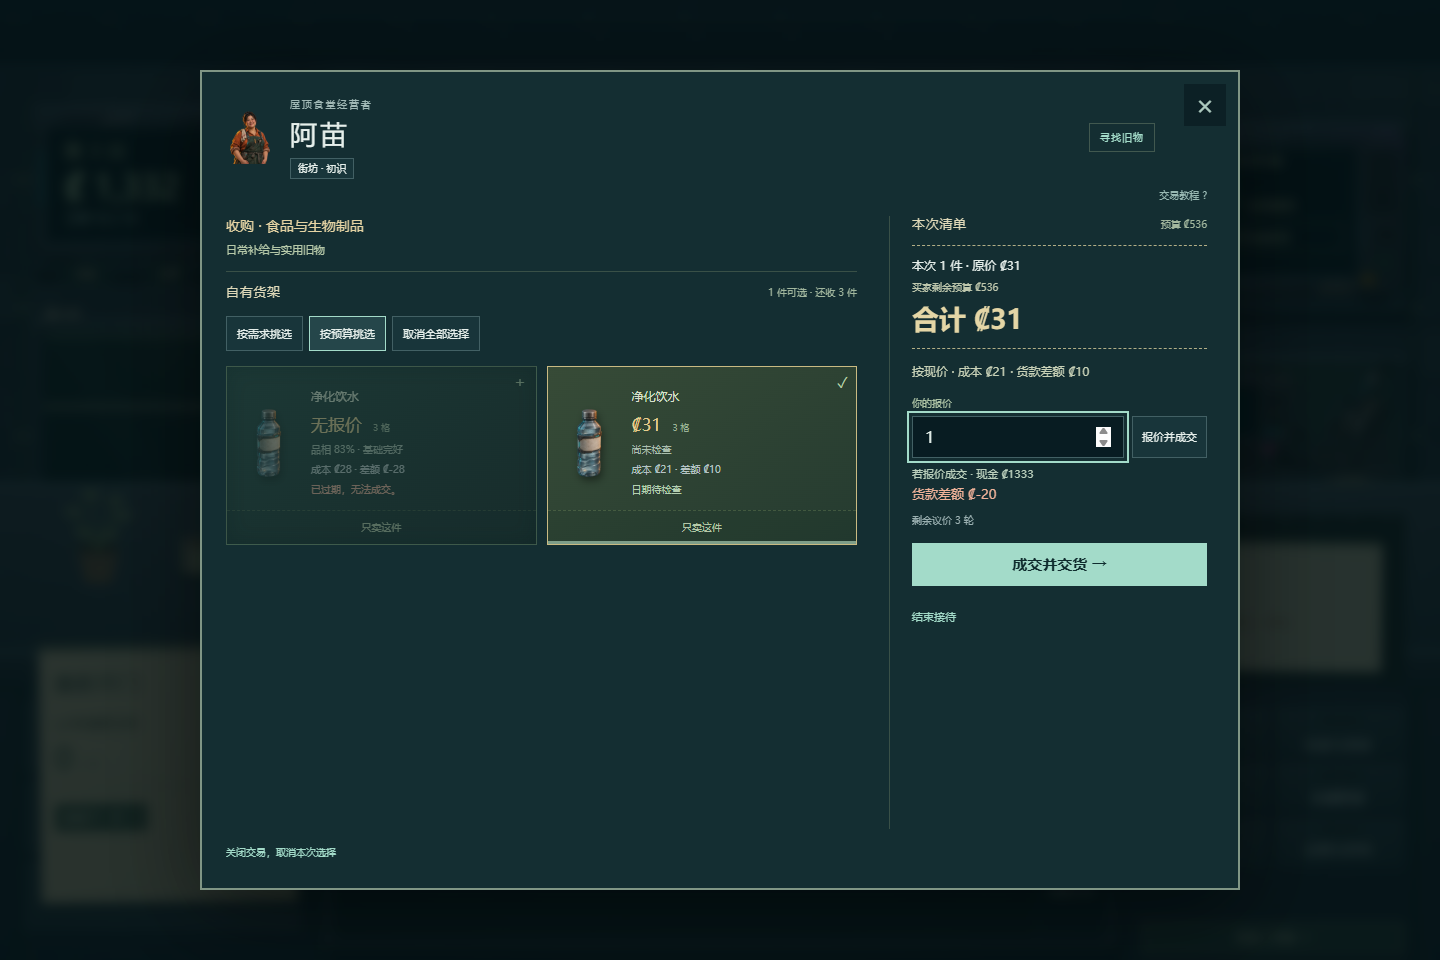 屋顶食堂经营者
阿苗
街坊 · 初识
寻找旧物
×
交易教程 ?
收购 · 食品与生物制品
日常补给与实用旧物
自有货架
1 件可选 · 还收 3 件
按需求挑选
按预算挑选
取消全部选择
+
净化饮水
无报价 3 格
品相 83% · 基础完好
成本 ₡28 · 差额 ₡-28
已过期，无法成交。
只卖这件
✓
净化饮水
₡31 3 格
尚未检查
成本 ₡21 · 差额 ₡10
日期待检查
只卖这件
本次清单
预算 ₡536
本次 1 件 · 原价 ₡31
买家剩余预算 ₡536
合计 ₡31
按现价 · 成本 ₡21 · 货款差额 ₡10
你的报价
1
报价并成交
若报价成交 · 现金 ₡1333
货款差额 ₡-20
剩余议价 3 轮
成交并交货 →
结束接待
关闭交易，取消本次选择